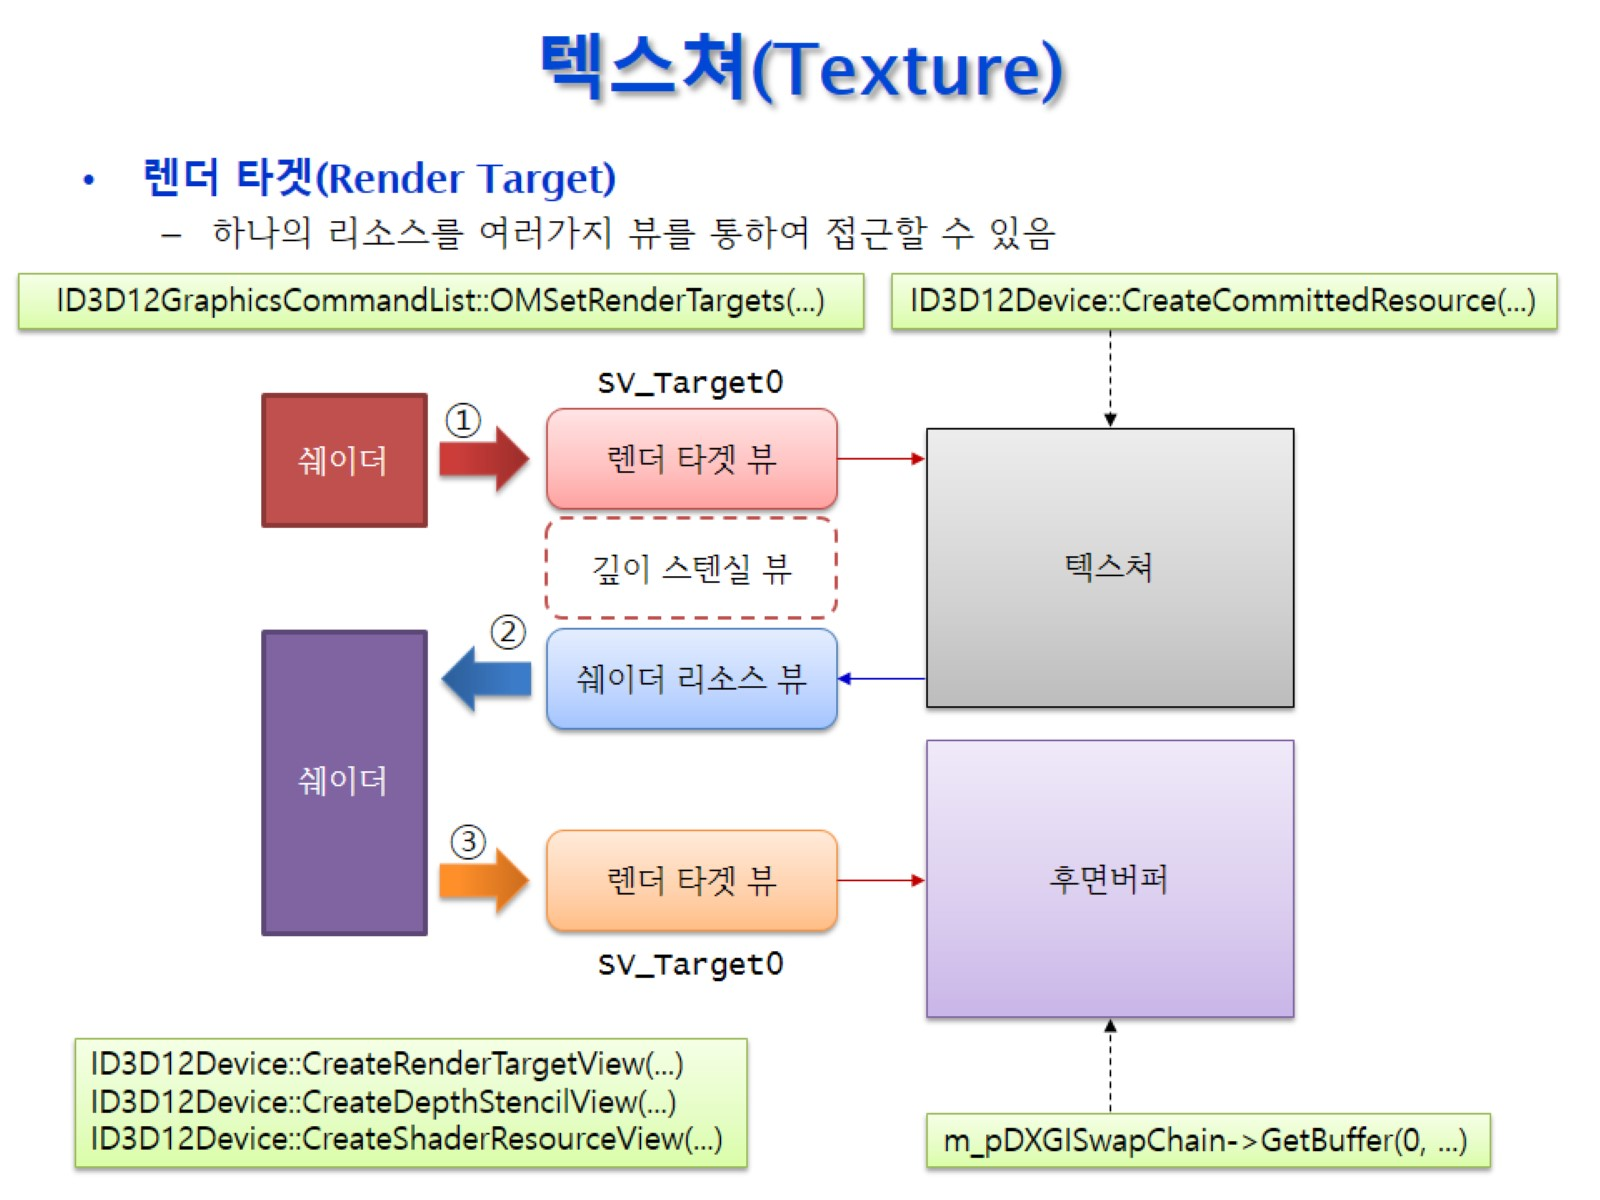 텍스쳐(Texture)
• 렌더 타겟(Render Target)
– 하나의 리소스를 여러가지 뷰를 통하여 접근할 수 있음
ID3D12GraphicsCommandList::OMSetRenderTargets(...)
ID3D12Device::CreateCommittedResource(...)
SV_Target0
쉐이더
①
렌더 타겟 뷰
깊이 스텐실 뷰
텍스쳐
②
쉐이더 리소스 뷰
쉐이더
③
렌더 타겟 뷰
후면버퍼
SV_Target0
ID3D12Device::CreateRenderTargetView(...)
ID3D12Device::CreateDepthStencilView(...)
ID3D12Device::CreateShaderResourceView(...)
m_pDXGISwapChain->GetBuffer(0, ...)